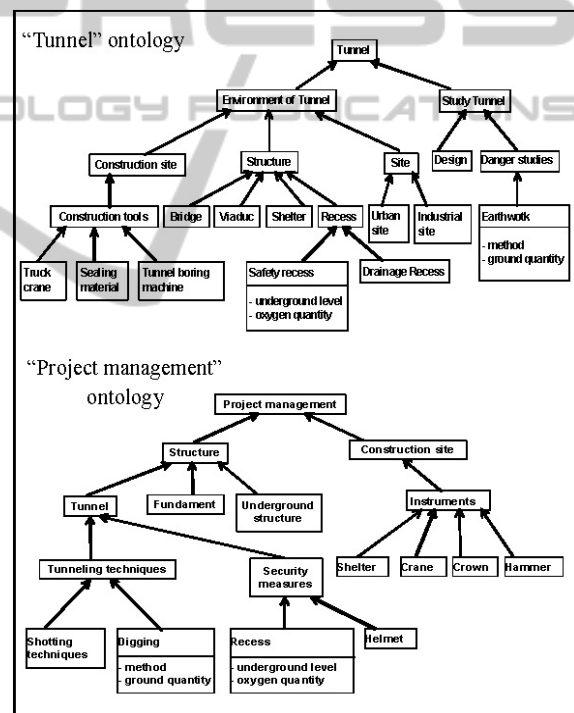 PRESS
"Tunnel" ontology
Tunnel
OLOGY PUBLICATIONS
Environment of Tunnel
Study Tunnel
Construction site
Structure
Site
Design
Danger studies
Construction tools
Bridge
Viaduc
Shelter
Recess
Urban
site
Industrial
site
Earthwotk
- method
- ground quantity
Truck
crane
Sealing
material
Tunnel boring
machine
Safety recess
- underground level
- oxygen quantity
Drainage Recess
"Project management"
ontology
Project management
Structure
Construction site
Tunnel
Fundament
Underground
structure
Instruments
Tunneling techniques
Security
measures
Shelter
Crane
Crown
Hammer
Shotting
techniques
Digging
- method
- ground quantity
Recess
- underground level
- oxygen quantity
Helmet